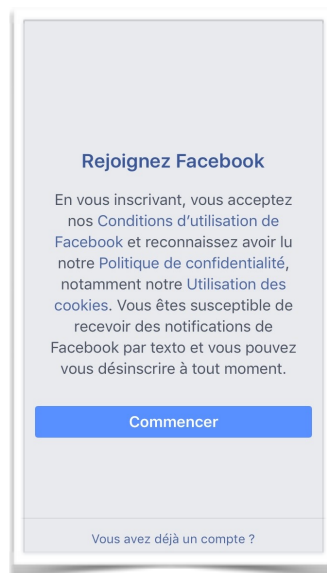 Rejoignez Facebook
En vous inscrivant, vous acceptez
nos Conditions d’utilisation de
Facebook et reconnaissez avoir lu
notre Politique de confidentialité,
notamment notre Utilisation des
cookies. Vous êtes susceptible de
recevoir des notifications de
Facebook par texto et vous pouvez
vous désinscrire à tout moment.
Commencer
Vous avez déjà un compte ?